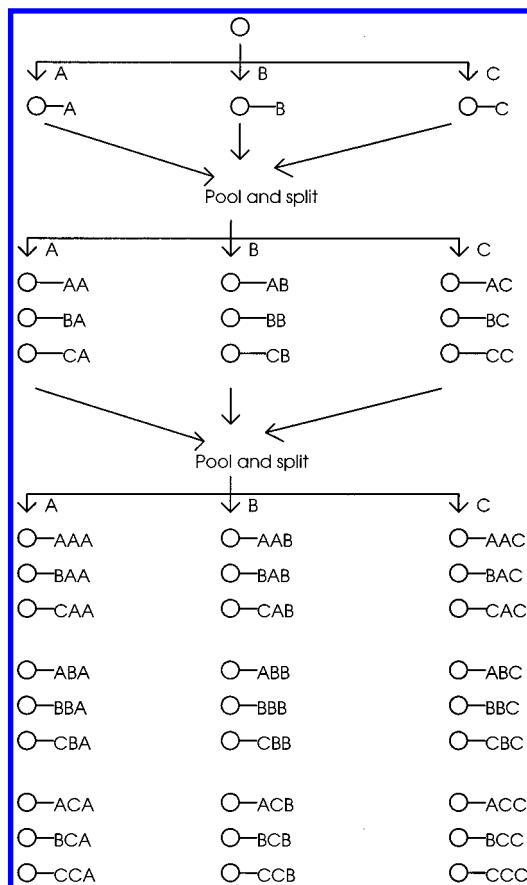 A B C
A B C
Pool and split
A B C
AA AB AC
BA BB BC
CA CB CC
Pool and split
A B C
AAA AAB AAC
BAA BAB BAC
CAA CAB CAC
ABA ABB ABC
BBA BBB BBC
CBA CBB CBC
ACA ACB ACC
BCA BCB BCC
CCA CCB CCC